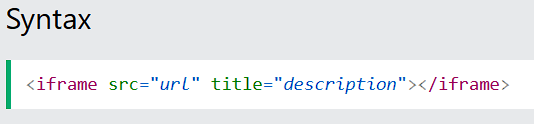 Syntax
<iframe src="url" title="description"></iframe>